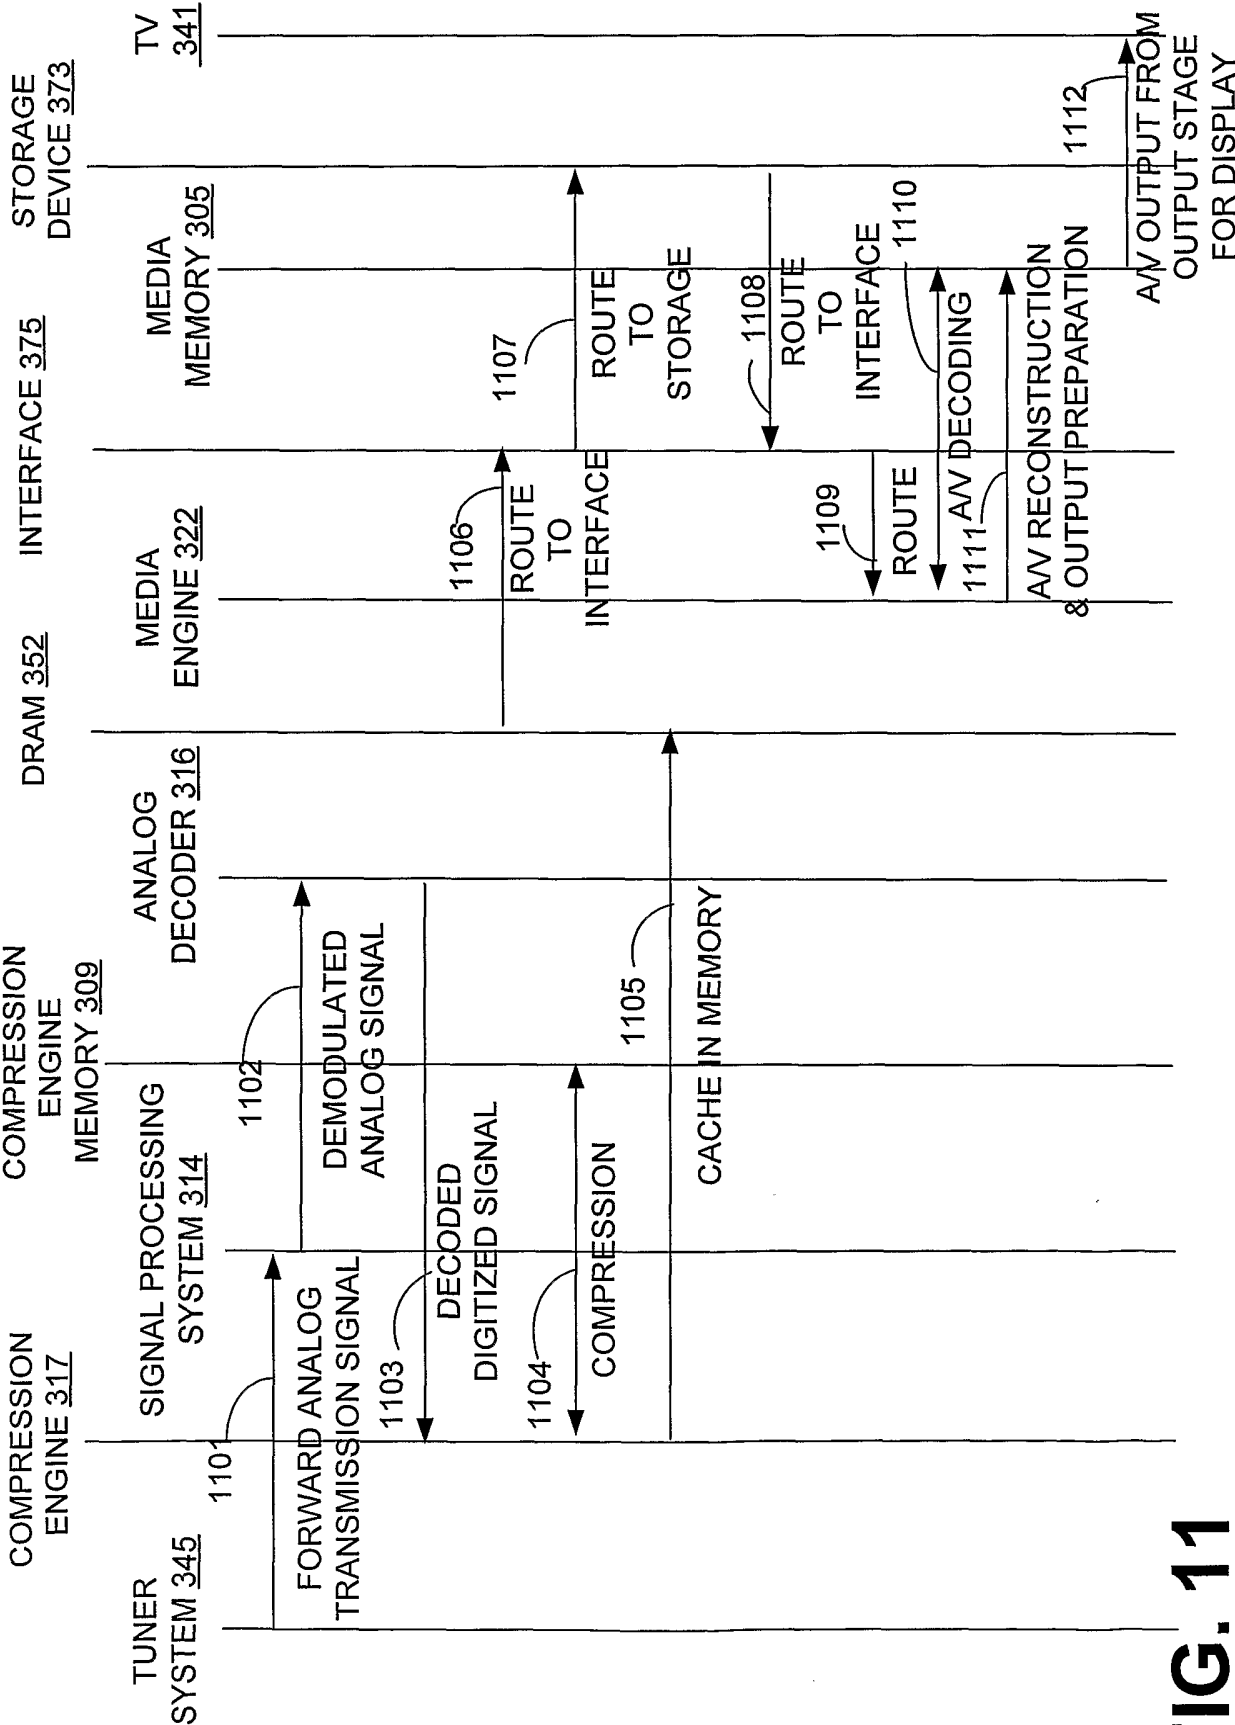 COMPRESSION
ENGINE 317
COMPRESSION
ENGINE
MEMORY 309
DRAM 352
INTERFACE 375
STORAGE
DEVICE 373
TUNER
SYSTEM 345
SIGNAL PROCESSING
SYSTEM 314
ANALOG
DECODER 316
MEDIA
ENGINE 322
MEDIA
MEMORY 305
TV
341
1101
FORWARD ANALOG
TRANSMISSION SIGNAL
1102
DEMODULATED
ANALOG SIGNAL
1103
DECODED
DIGITIZED SIGNAL
1104
COMPRESSION
1105
CACHE IN MEMORY
1106
ROUTE
TO
INTERFACE
1107
ROUTE
TO
STORAGE
1108
ROUTE
TO
INTERFACE
1109
ROUTE
1110
A/V DECODING
1111
A/V RECONSTRUCTION
& OUTPUT PREPARATION
1112
A/V OUTPUT FROM
OUTPUT STAGE
FOR DISPLAY
IG. 11